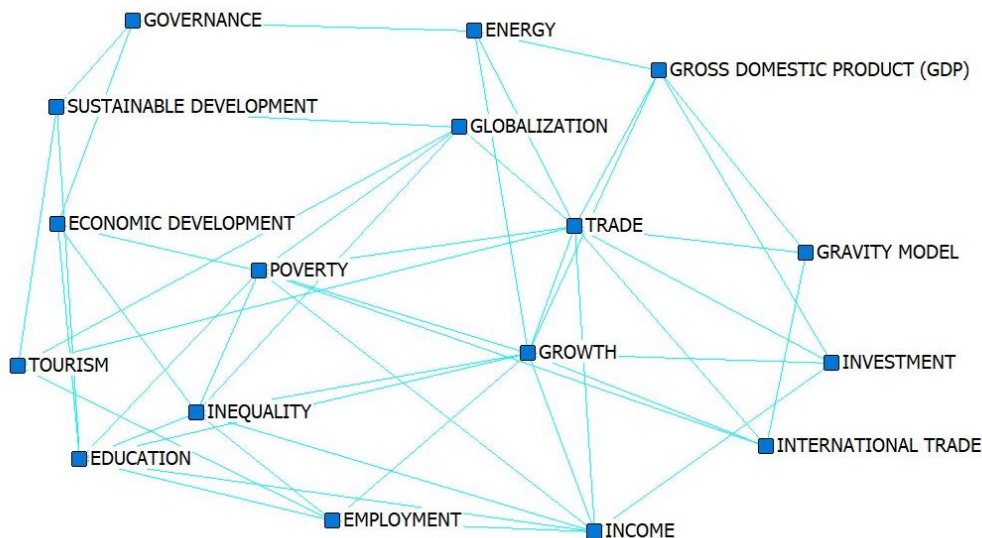 GOVERNANCE
ENERGY
GROSS DOMESTIC PRODUCT (GDP)
SUSTAINABLE DEVELOPMENT
GLOBALIZATION
ECONOMIC DEVELOPMENT
TRADE
GRAVITY MODEL
POVERTY
TOURISM
GROWTH
INVESTMENT
INEQUALITY
INTERNATIONAL TRADE
EDUCATION
EMPLOYMENT
INCOME